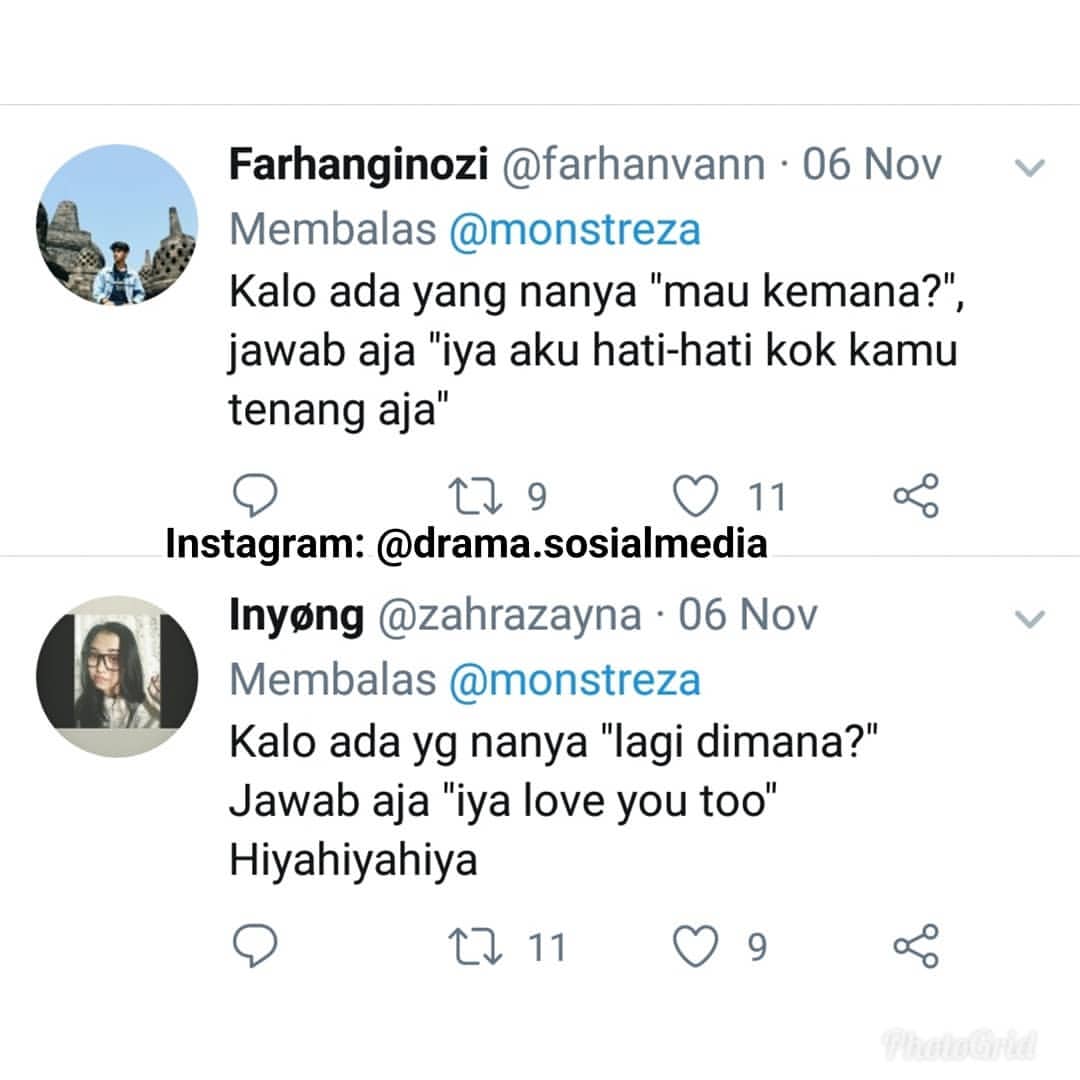 Farhanginozi @farhanvann · 06 Nov
Membalas @monstreza
Kalo ada yang nanya "mau kemana?",
jawab aja "iya aku hati-hati kok kamu
tenang aja"
9 11
Instagram: @drama.sosialmedia
Inyøng @zahrazayna · 06 Nov
Membalas @monstreza
Kalo ada yg nanya "lagi dimana?"
Jawab aja "iya love you too"
Hiyahiyahiya
11 9
PhotoGrid